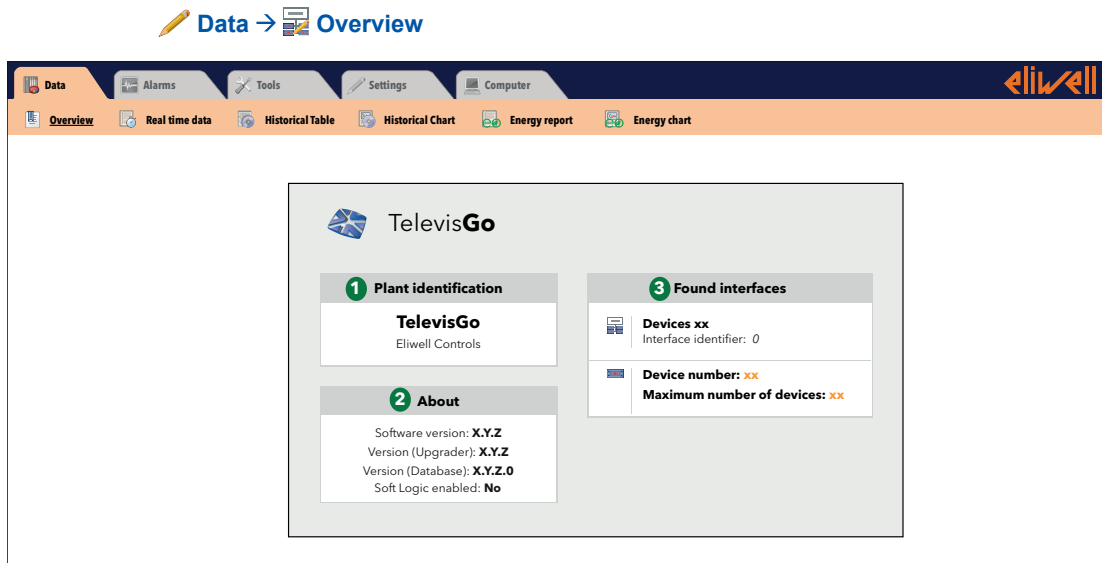 Data → Overview
Data Alarms Tools Settings Computer eliwell
Overview Real time data Historical Table Historical Chart Energy report Energy chart
TelevisGo
1 Plant identification
TelevisGo
Eliwell Controls
2 About
Software version: X.Y.Z
Version (Upgrader): X.Y.Z
Version (Database): X.Y.Z.0
Soft Logic enabled: No
3 Found interfaces
Devices xx
Interface identifier: 0
Device number: xx
Maximum number of devices: xx